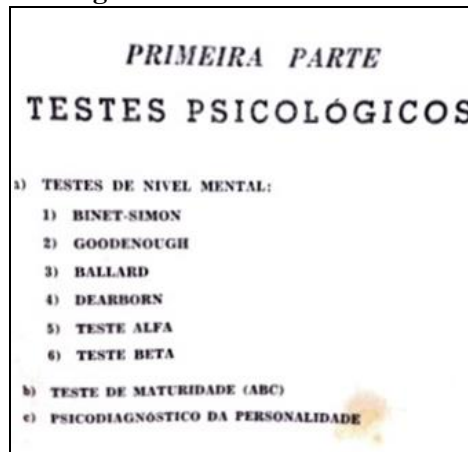 PRIMEIRA PARTE
TESTES PSICOLÓGICOS
a) TESTES DE NIVEL MENTAL:
1) BINET-SIMON
2) GOODENOUGH
3) BALLARD
4) DEARBORN
5) TESTE ALFA
6) TESTE BETA
b) TESTE DE MATURIDADE (ABC)
c) PSICODIAGNÓSTICO DA PERSONALIDADE